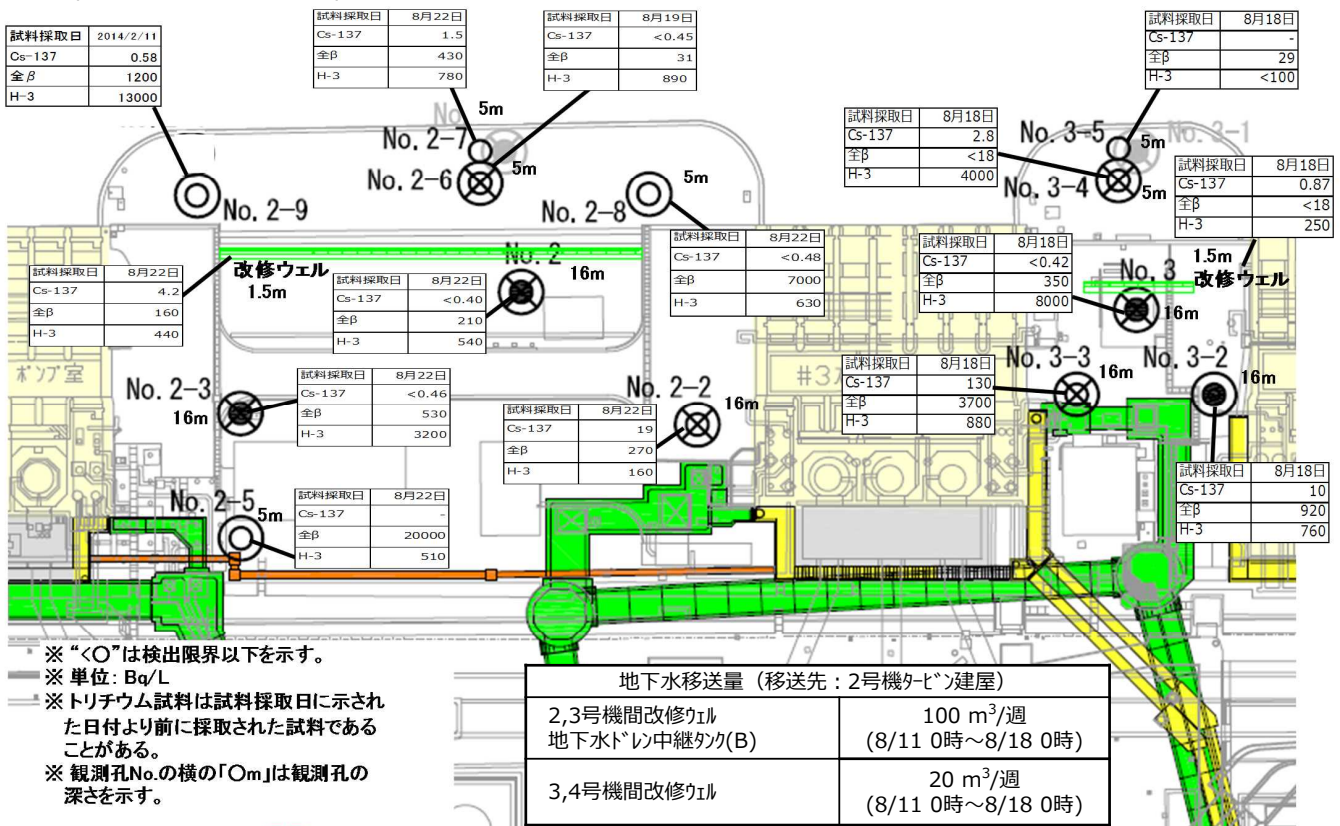 試料採取日 2014/2/11
Cs-137 0.58
全β 1200
H-3 13000
試料採取日 8月22日
Cs-137 1.5
全β 430
H-3 780
試料採取日 8月19日
Cs-137 <0.45
全β 31
H-3 890
試料採取日 8月18日
Cs-137 -
全β 29
H-3 <100
試料採取日 8月18日
Cs-137 2.8
全β <18
H-3 4000
試料採取日 8月18日
Cs-137 0.87
全β <18
H-3 250
No 5m
No. 2-7
No. 2-6 5m
No. 2-9
No. 2-8 5m
No. 3-5 5m No. 3-1
No. 3-4 5m
試料採取日 8月22日
Cs-137 4.2
全β 160
H-3 440
改修ウェル
1.5m
No. 2 16m
試料採取日 8月22日
Cs-137 <0.40
全β 210
H-3 540
試料採取日 8月22日
Cs-137 <0.48
全β 7000
H-3 630
試料採取日 8月18日
Cs-137 <0.42
全β 350
H-3 8000
1.5m
改修ウェル
No. 3 16m
ポンプ室
No. 2-3
16m
試料採取日 8月22日
Cs-137 <0.46
全β 530
H-3 3200
No. 2-2 16m
試料採取日 8月22日
Cs-137 19
全β 270
H-3 160
#3
試料採取日 8月18日
Cs-137 130
全β 3700
H-3 880
No. 3-3 16m
No. 3-2 16m
試料採取日 8月18日
Cs-137 10
全β 920
H-3 760
No. 2-5 5m
試料採取日 8月22日
Cs-137 -
全β 20000
H-3 510
※ “<〇”は検出限界以下を示す。
※ 単位: Bq/L
※ トリチウム試料は試料採取日に示され
た日付より前に採取された試料である
ことがある。
※ 観測孔No.の横の「〇m」は観測孔の
深さを示す。
地下水移送量（移送先：2号機ﾀｰﾋﾞﾝ建屋）
2,3号機間改修ｳｪﾙ 100 m³/週
地下水ﾄﾞﾚﾝ中継ﾀﾝｸ(B) (8/11 0時～8/18 0時)
3,4号機間改修ｳｪﾙ 20 m³/週
(8/11 0時～8/18 0時)